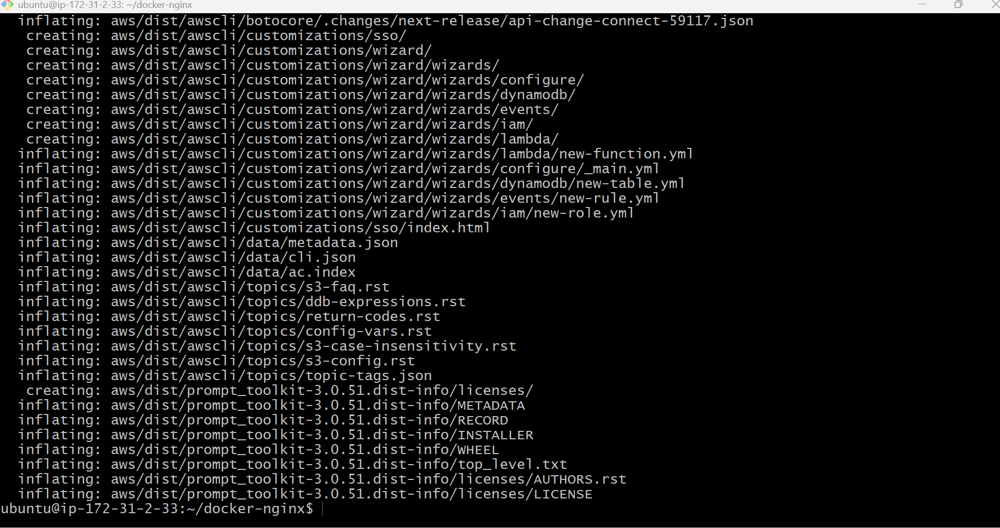 ubuntu@ip-172-31-2-33: ~/docker-nginx
inflating: aws/dist/awscli/botocore/.changes/next-release/api-change-connect-59117.json
creating: aws/dist/awscli/customizations/sso/
creating: aws/dist/awscli/customizations/wizard/
creating: aws/dist/awscli/customizations/wizard/wizards/
creating: aws/dist/awscli/customizations/wizard/wizards/configure/
creating: aws/dist/awscli/customizations/wizard/wizards/dynamodb/
creating: aws/dist/awscli/customizations/wizard/wizards/events/
creating: aws/dist/awscli/customizations/wizard/wizards/iam/
creating: aws/dist/awscli/customizations/wizard/wizards/lambda/
inflating: aws/dist/awscli/customizations/wizard/wizards/lambda/new-function.yml
inflating: aws/dist/awscli/customizations/wizard/wizards/configure/_main.yml
inflating: aws/dist/awscli/customizations/wizard/wizards/dynamodb/new-table.yml
inflating: aws/dist/awscli/customizations/wizard/wizards/events/new-rule.yml
inflating: aws/dist/awscli/customizations/wizard/wizards/iam/new-role.yml
inflating: aws/dist/awscli/customizations/sso/index.html
inflating: aws/dist/awscli/data/metadata.json
inflating: aws/dist/awscli/data/cli.json
inflating: aws/dist/awscli/data/ac.index
inflating: aws/dist/awscli/topics/s3-faq.rst
inflating: aws/dist/awscli/topics/ddb-expressions.rst
inflating: aws/dist/awscli/topics/return-codes.rst
inflating: aws/dist/awscli/topics/config-vars.rst
inflating: aws/dist/awscli/topics/s3-case-insensitivity.rst
inflating: aws/dist/awscli/topics/s3-config.rst
inflating: aws/dist/awscli/topics/topic-tags.json
creating: aws/dist/prompt_toolkit-3.0.51.dist-info/licenses/
inflating: aws/dist/prompt_toolkit-3.0.51.dist-info/METADATA
inflating: aws/dist/prompt_toolkit-3.0.51.dist-info/RECORD
inflating: aws/dist/prompt_toolkit-3.0.51.dist-info/INSTALLER
inflating: aws/dist/prompt_toolkit-3.0.51.dist-info/WHEEL
inflating: aws/dist/prompt_toolkit-3.0.51.dist-info/top_level.txt
inflating: aws/dist/prompt_toolkit-3.0.51.dist-info/licenses/AUTHORS.rst
inflating: aws/dist/prompt_toolkit-3.0.51.dist-info/licenses/LICENSE
ubuntu@ip-172-31-2-33:~/docker-nginx$